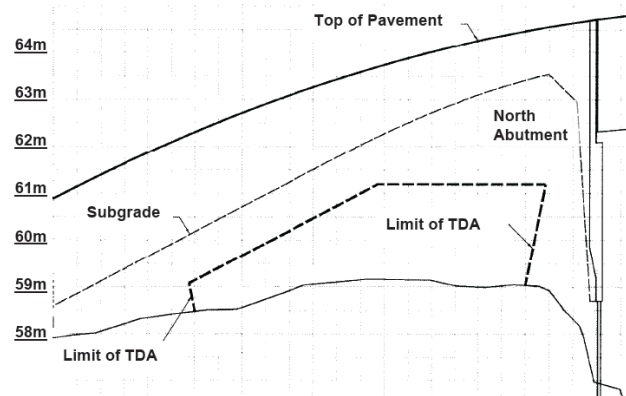 Top of Pavement
64m
63m
North
Abutment
62m
61m
Subgrade
Limit of TDA
60m
59m
58m
Limit of TDA